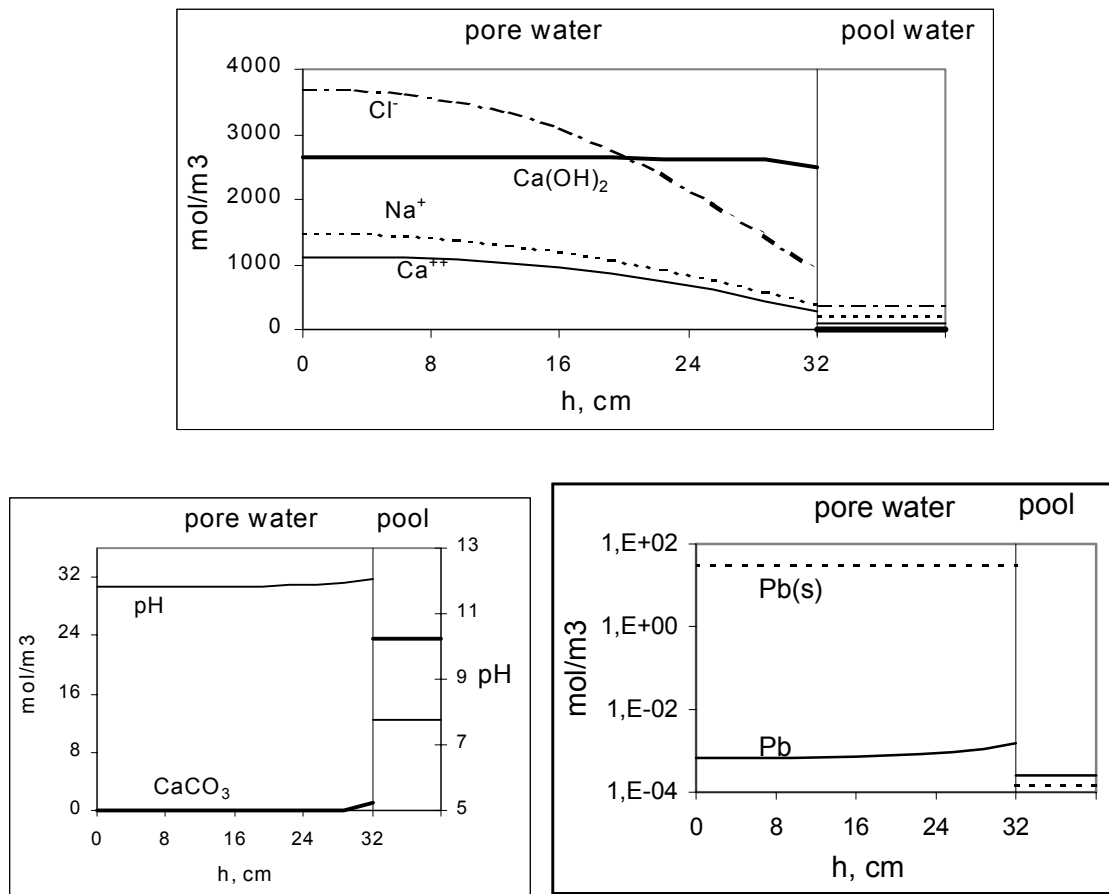 pore water pool water
4000
3000
2000
1000
0
mol/m3
Cl⁻
Ca(OH)₂
Na⁺
Ca⁺⁺
0 8 16 24 32
h, cm
pore water pool
32
24
16
8
0
mol/m3
pH
CaCO₃
13
11
9
7
5
pH
0 8 16 24 32
h, cm
pore water pool
1,E+02
1,E+00
1,E-02
1,E-04
mol/m3
Pb(s)
Pb
0 8 16 24 32
h, cm